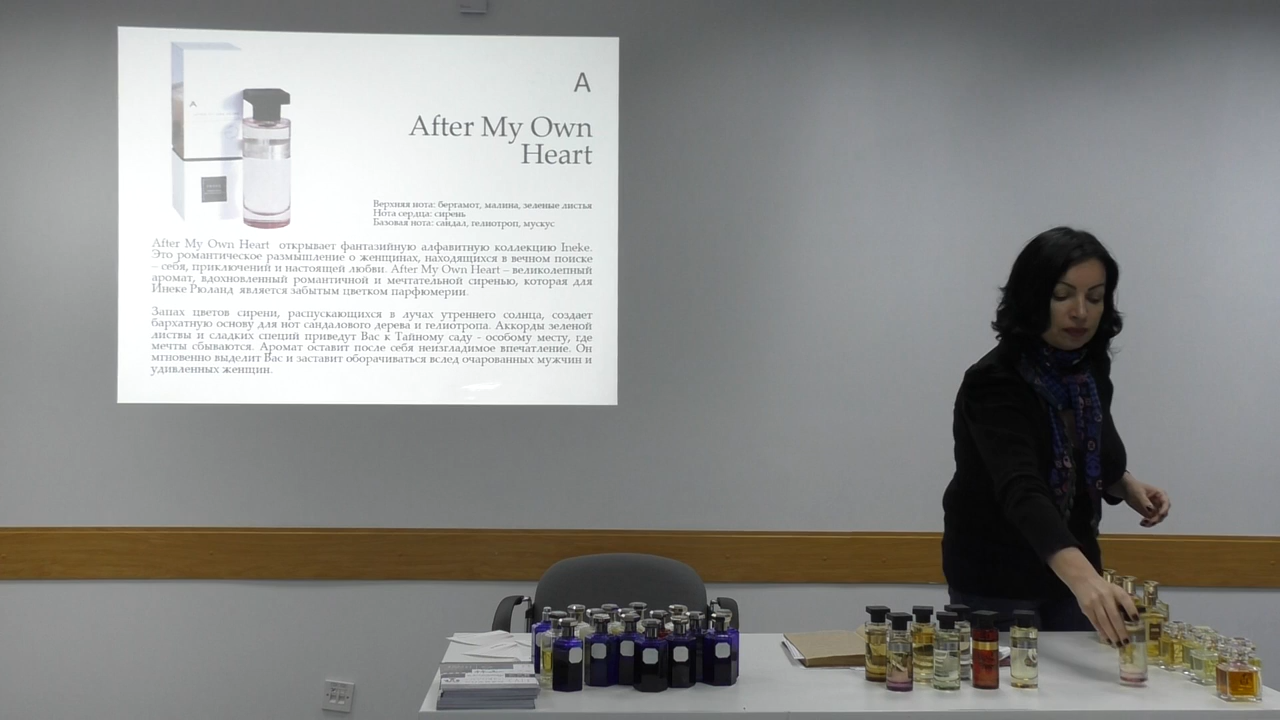 A
After My Own
Heart
Верхняя нота: бергамот, малина, зеленые листья
Нота сердца: сирень
Базовая нота: сандал, гелиотроп, мускус
After My Own Heart открывает фантазийную алфавитную коллекцию Ineke.
Это романтическое размышление о женщинах, находящихся в вечном поиске
– себя, приключений и настоящей любви. After My Own Heart – великолепный
аромат, вдохновленный романтичной и мечтательной сиренью, которая для
Инеке Рюланд является забытым цветком парфюмерии.
Запах цветов сирени, распускающихся в лучах утреннего солнца, создает
бархатную основу для нот сандалового дерева и гелиотропа. Аккорды зеленой
листвы и сладких специй приведут Вас к Тайному саду - особому месту, где
мечты сбываются. Аромат оставит после себя неизгладимое впечатление. Он
мгновенно выделит Вас и заставит оборачиваться вслед очарованных мужчин и
удивленных женщин.